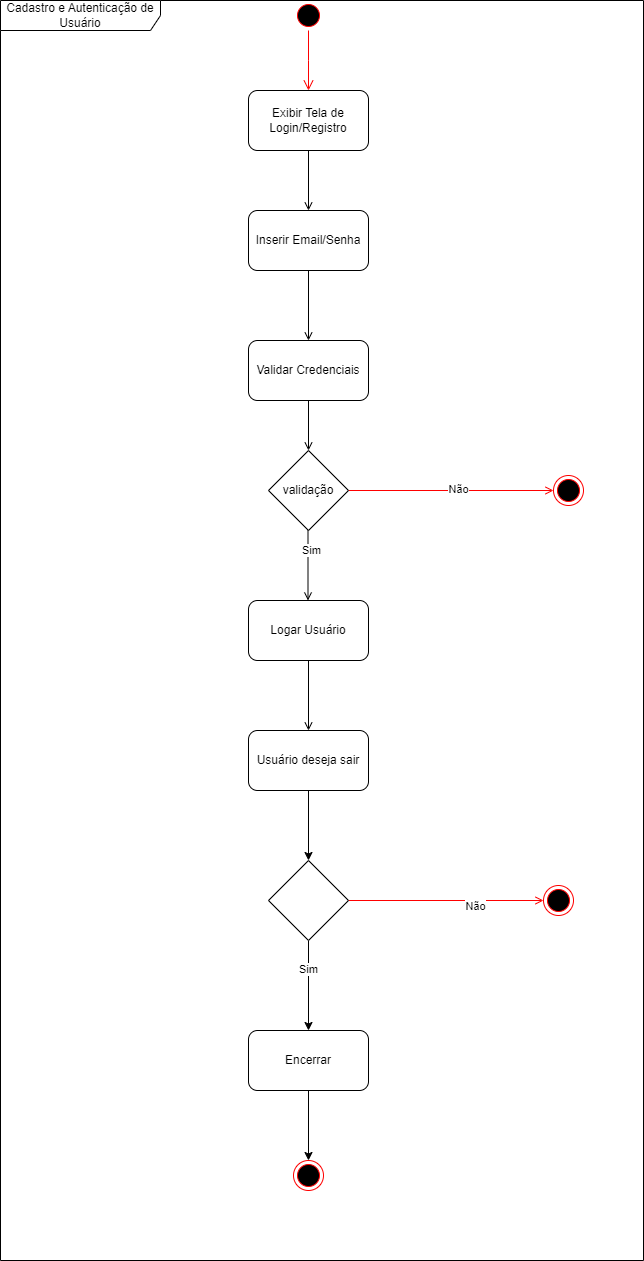 Cadastro e Autenticação de
Usuário
Exibir Tela de
Login/Registro
Inserir Email/Senha
Validar Credenciais
validação
Não
Sim
Logar Usuário
Usuário deseja sair
Não
Sim
Encerrar